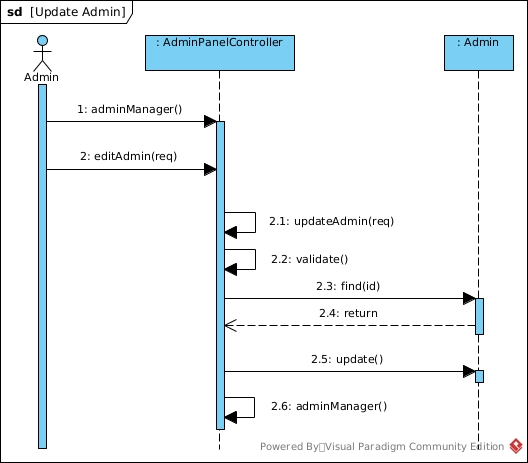 sd [Update Admin]
: AdminPanelController
: Admin
Admin
1: adminManager()
2: editAdmin(req)
2.1: updateAdmin(req)
2.2: validate()
2.3: find(id)
2.4: return
2.5: update()
2.6: adminManager()
Powered By Visual Paradigm Community Edition